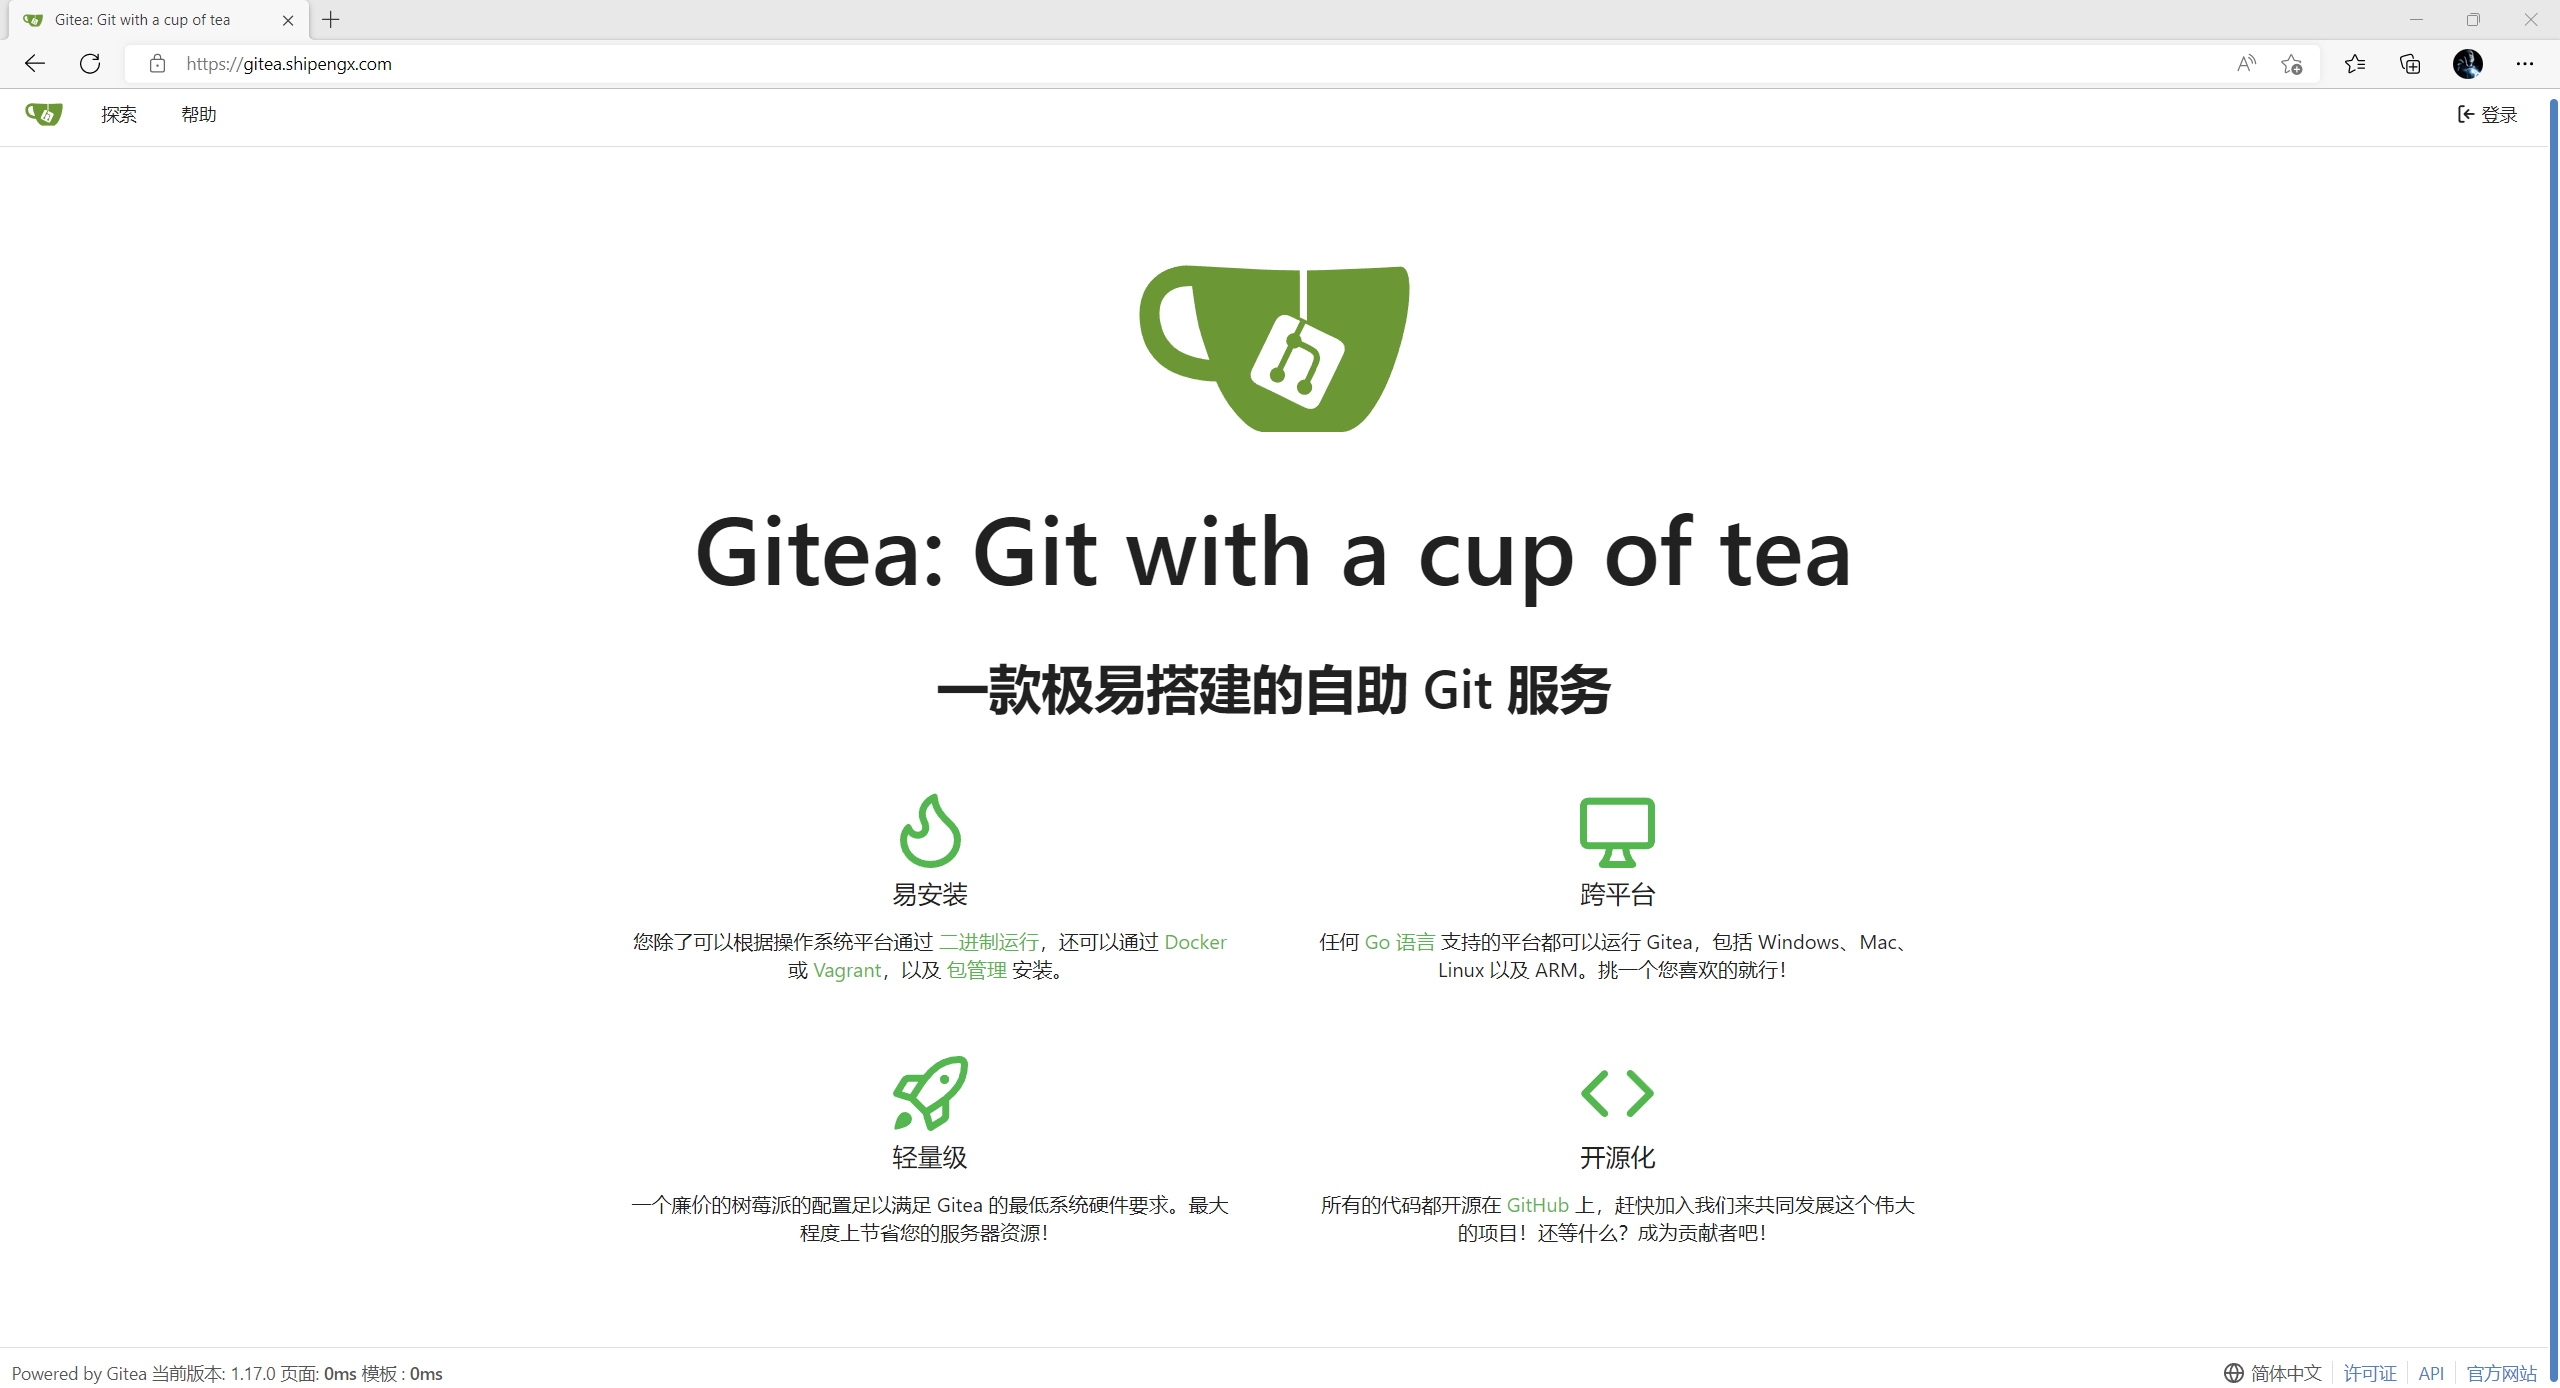 Gitea: Git with a cup of tea
https://gitea.shipengx.com
探索 帮助 登录
Gitea: Git with a cup of tea
一款极易搭建的自助 Git 服务
易安装
您除了可以根据操作系统平台通过 二进制运行，还可以通过 Docker
或 Vagrant，以及 包管理 安装。
跨平台
任何 Go 语言 支持的平台都可以运行 Gitea，包括 Windows、Mac、
Linux 以及 ARM。挑一个您喜欢的就行！
轻量级
一个廉价的树莓派的配置足以满足 Gitea 的最低系统硬件要求。最大
程度上节省您的服务器资源！
开源化
所有的代码都开源在 GitHub 上，赶快加入我们来共同发展这个伟大
的项目！还等什么？成为贡献者吧！
Powered by Gitea 当前版本: 1.17.0 页面: 0ms 模板 : 0ms 简体中文 许可证 API 官方网站